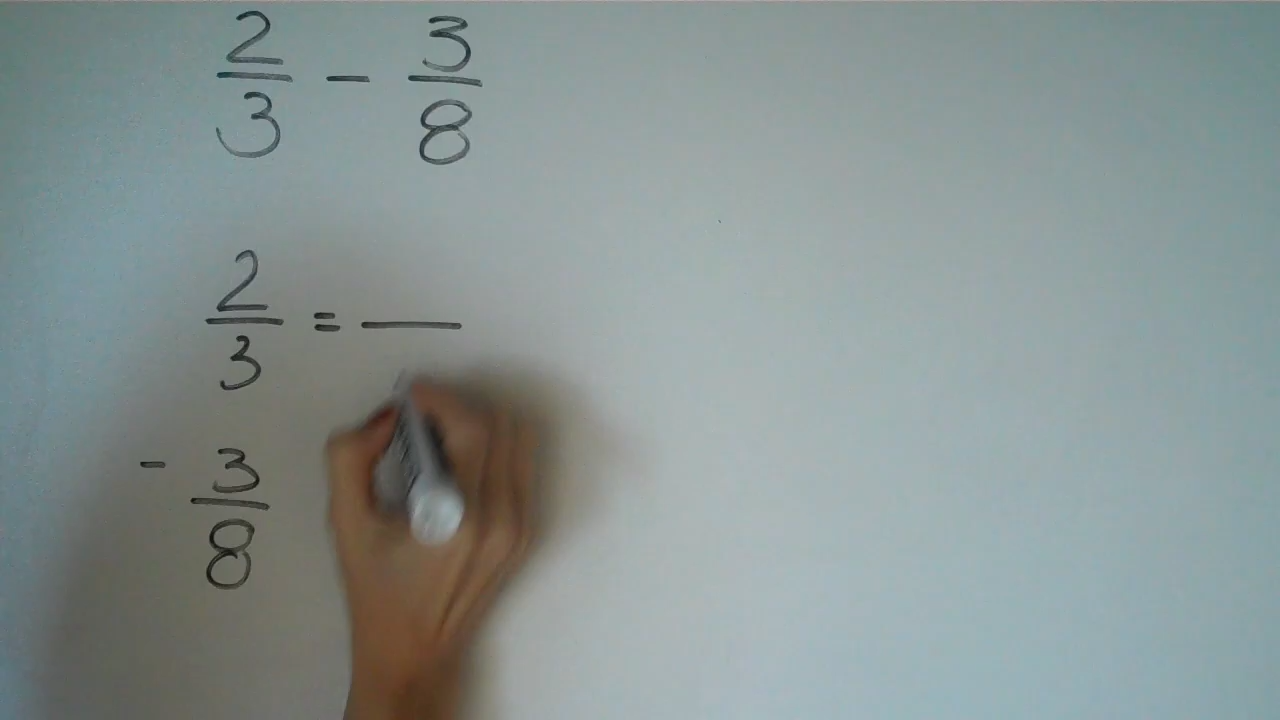 2/3 - 3/8
2/3 = —
- 3/8